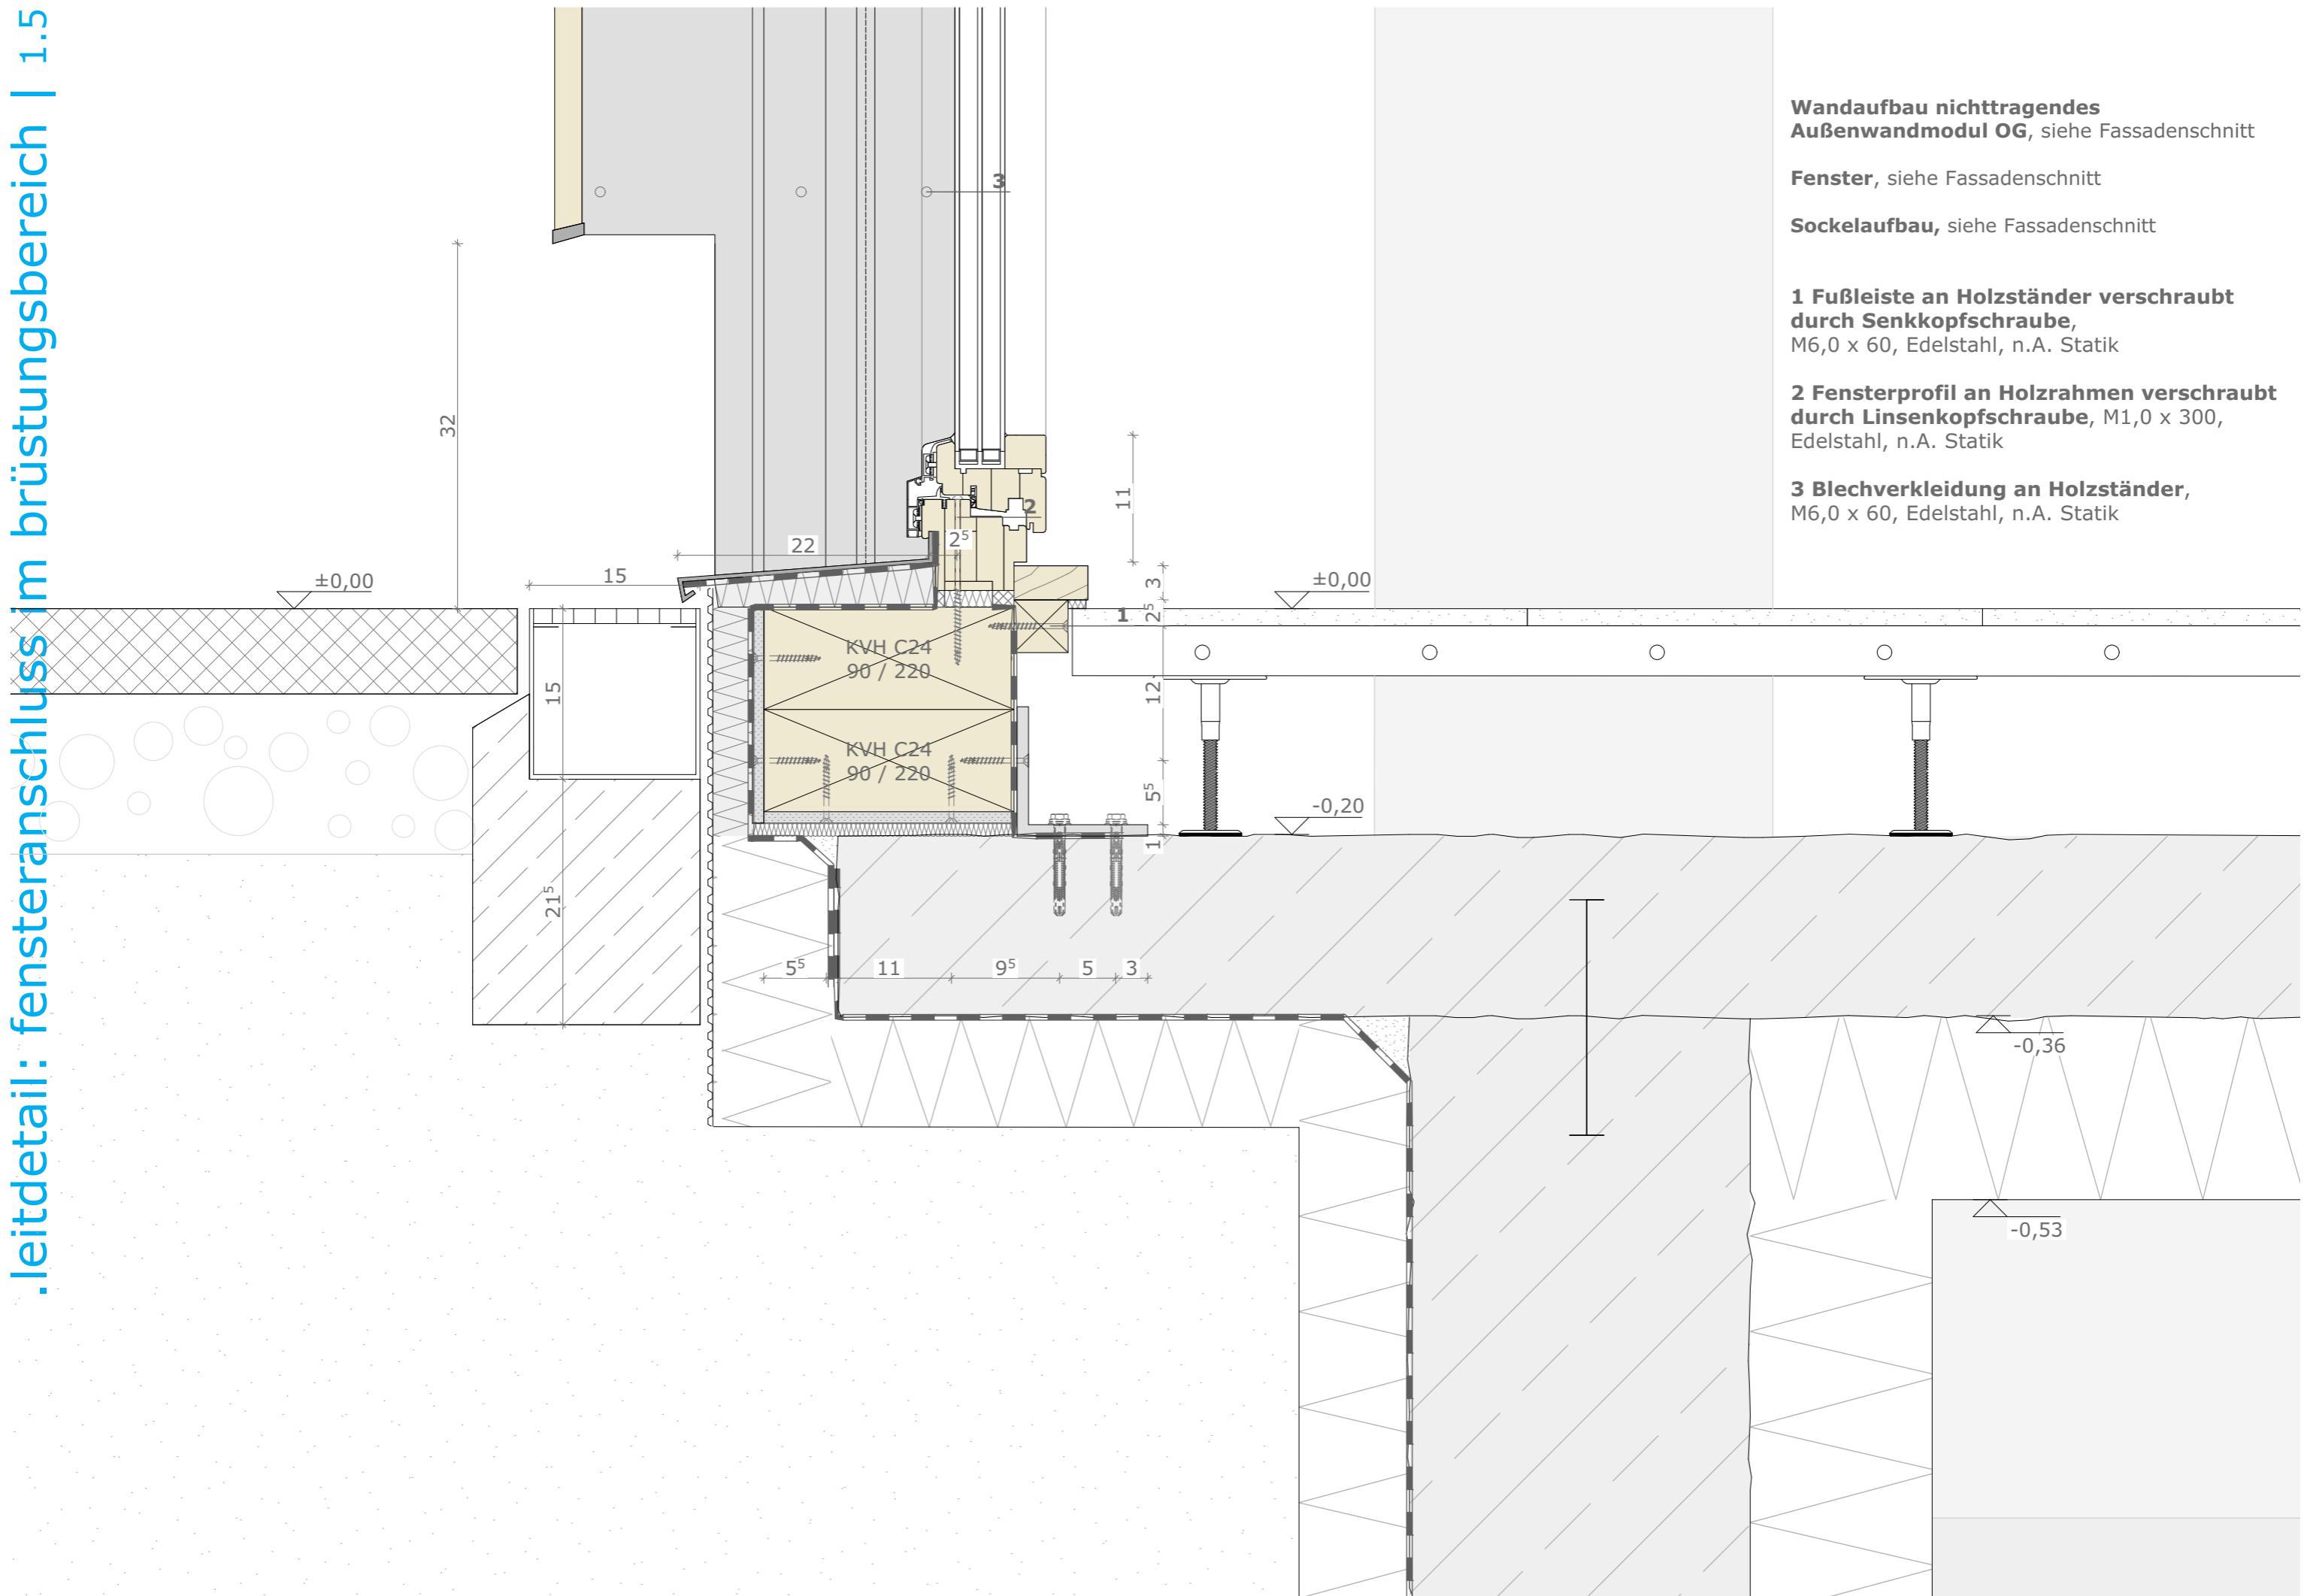 .leitdetail: fensteranschluss im brüstungsbereich | 1.5
Wandaufbau nichttragendes
Außenwandmodul OG, siehe Fassadenschnitt
Fenster, siehe Fassadenschnitt
Sockelaufbau, siehe Fassadenschnitt
1 Fußleiste an Holzständer verschraubt
durch Senkkopfschraube,
M6,0 x 60, Edelstahl, n.A. Statik
2 Fensterprofil an Holzrahmen verschraubt
durch Linsenkopfschraube, M1,0 x 300,
Edelstahl, n.A. Statik
3 Blechverkleidung an Holzständer,
M6,0 x 60, Edelstahl, n.A. Statik
3
32
11
2
22
2⁵
15
±0,00
±0,00
3
2⁵
1
KVH C24
90 / 220
15
12
KVH C24
90 / 220
5⁵
-0,20
1
21⁵
5⁵
11
9⁵
5
3
-0,36
-0,53